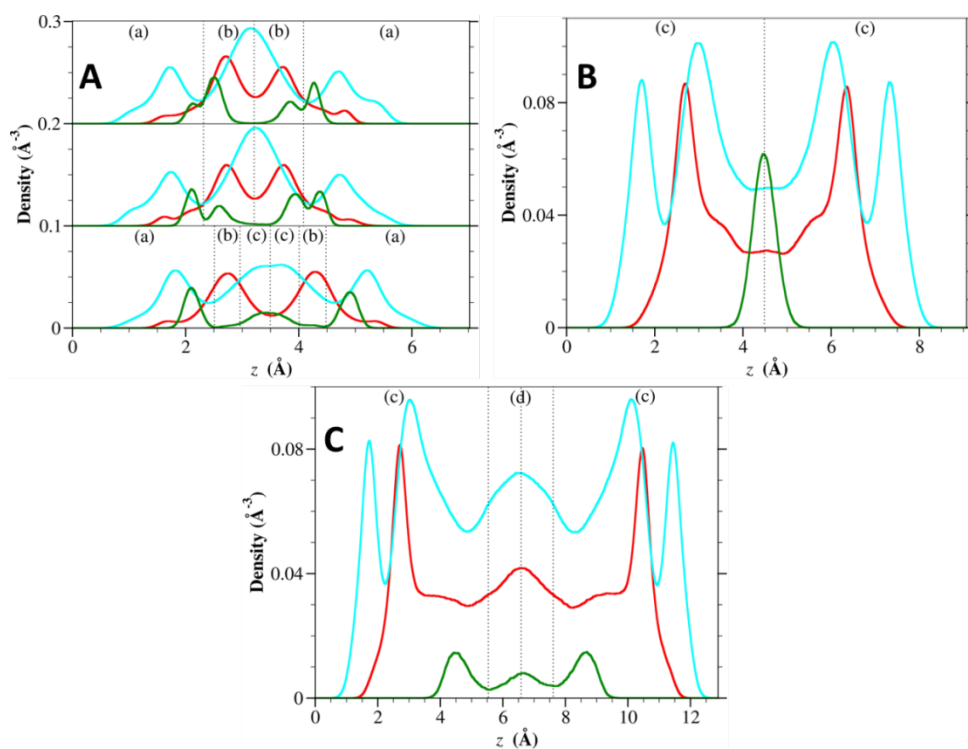 A
(a) (b) (b) (a)
(a) (b) (c) (c) (b) (a)
0.3
0.2
0.1
0
Density (Å⁻³)
0 2 4 6
z (Å)
B
(c) (c)
0.08
0.04
0
Density (Å⁻³)
0 2 4 6 8
z (Å)
C
(c) (d) (c)
0.08
0.04
0
Density (Å⁻³)
0 2 4 6 8 10 12
z (Å)